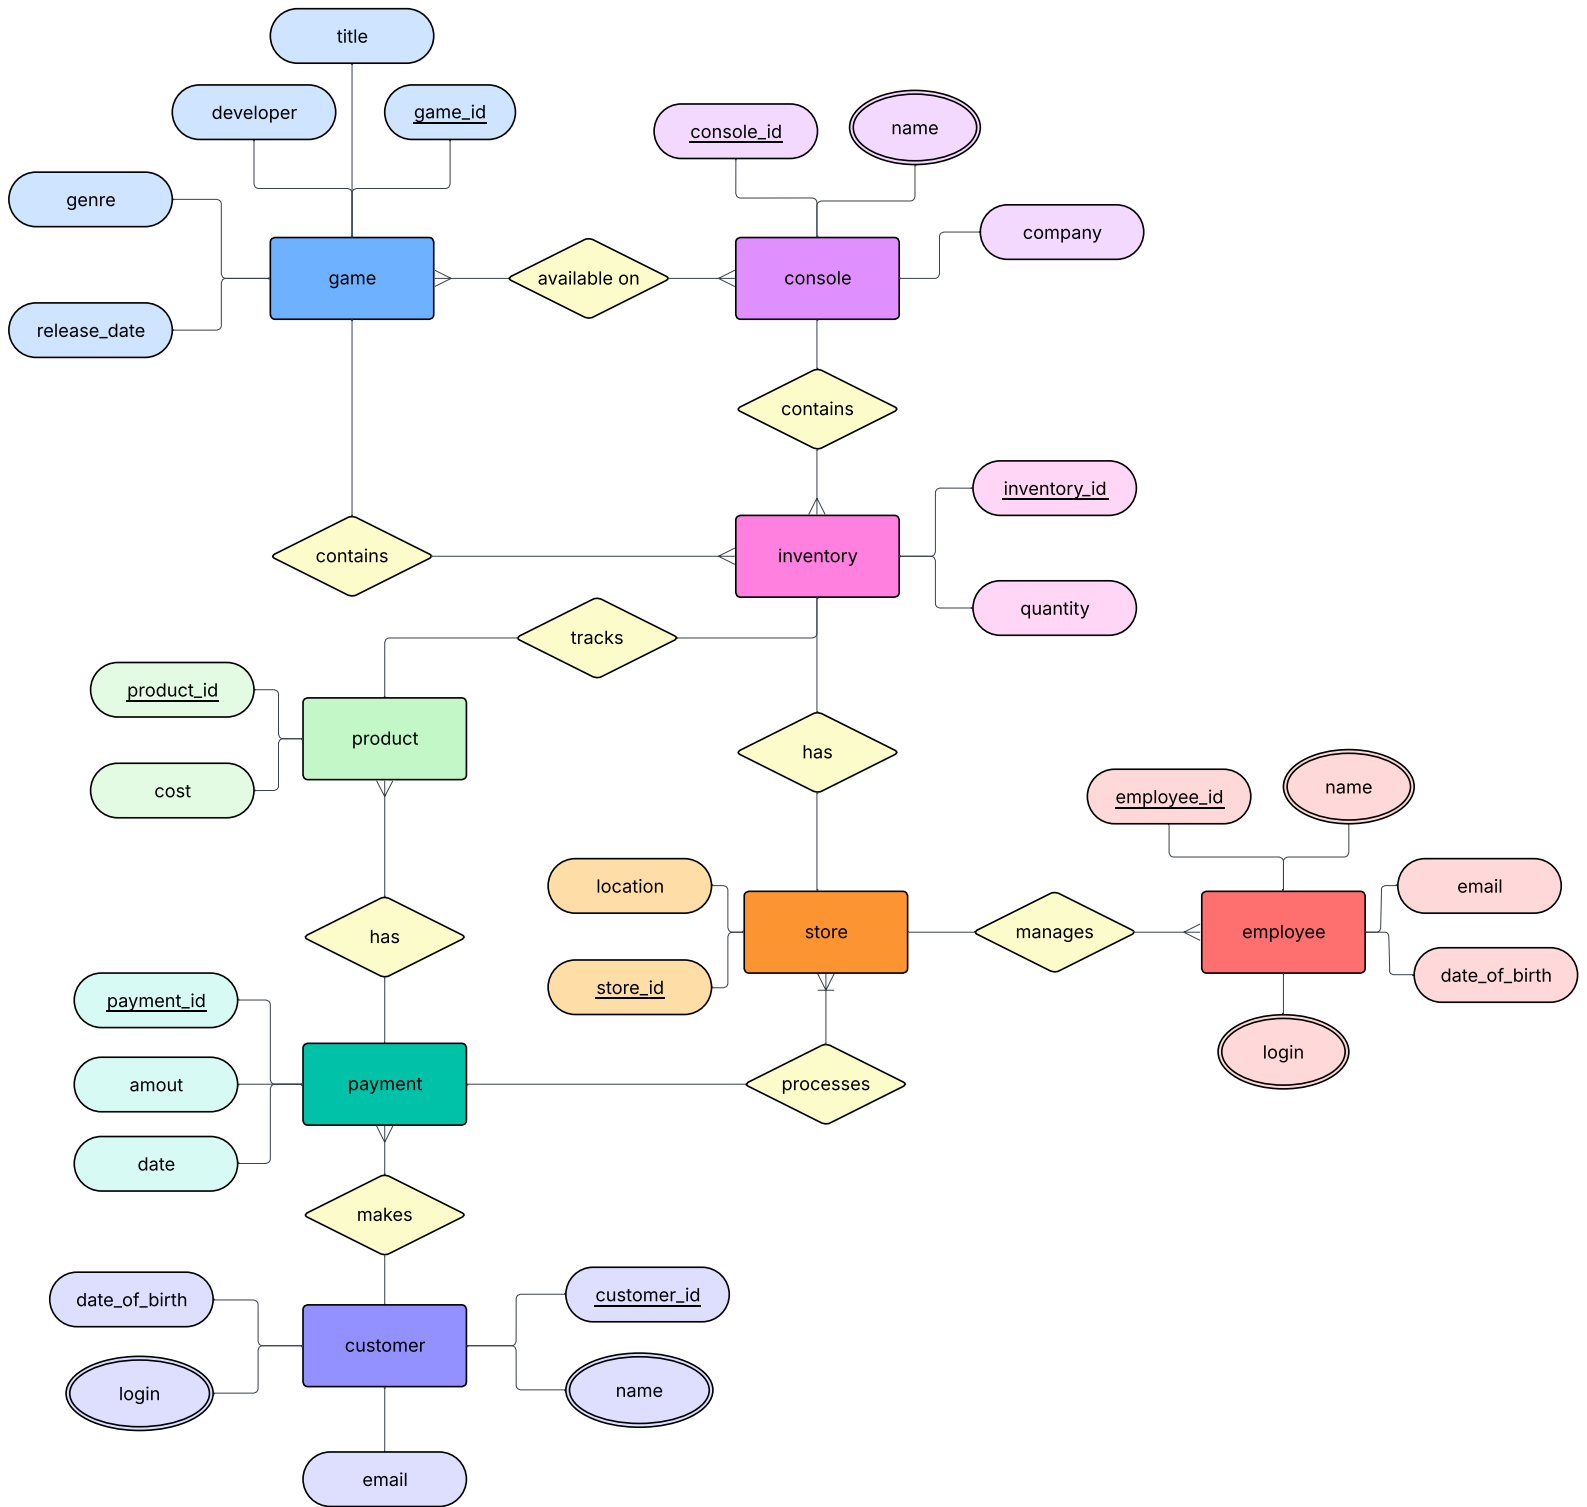 title
developer
game_id
console_id
name
genre
company
game
available on
console
release_date
contains
inventory_id
contains
inventory
quantity
tracks
product_id
product
has
employee_id
name
cost
location
email
has
store
manages
employee
date_of_birth
payment_id
store_id
login
amout
payment
processes
date
makes
date_of_birth
customer_id
customer
login
name
email